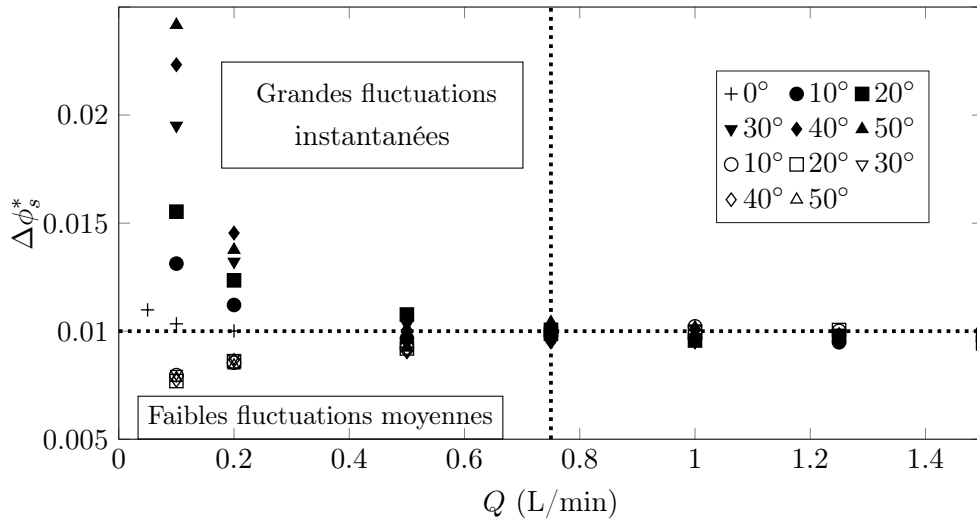 0.02
0.015
0.01
0.005
Δϕ*s
Grandes fluctuations
instantanées
Faibles fluctuations moyennes
0° 10° 20°
30° 40° 50°
10° 20° 30°
40° 50°
0 0.2 0.4 0.6 0.8 1 1.2 1.4
Q (L/min)